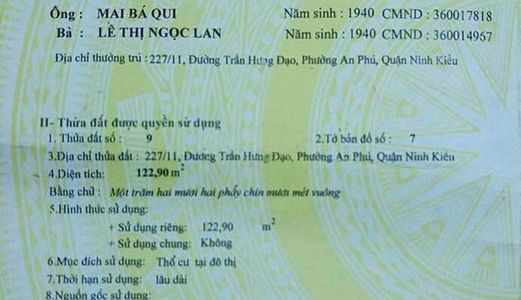 Ông : MAI BÁ QUI Năm sinh : 1940 CMND : 360017818
Bà : LÊ THỊ NGỌC LAN Năm sinh : 1940 CMND : 360014967
Địa chỉ thường trú : 227/11, Đường Trần Hưng Đạo, Phường An Phú, Quận Ninh Kiều
II- Thửa đất được quyền sử dụng
1. Thửa đất số : 9 2.Tờ bản đồ số : 7
3.Địa chỉ thửa đất : 227/11, Đường Trần Hưng Đạo, Phường An Phú, Quận Ninh Kiều
4.Diện tích: 122,90 m²
Bằng chữ : Một trăm hai mươi hai phẩy chín mươi mét vuông
5.Hình thức sử dụng:
+ Sử dụng riêng: 122,90 m²
+ Sử dụng chung: Không
6.Mục đích sử dụng: Thổ cư tại đô thị
7.Thời hạn sử dụng: lâu dài
8.Nguồn gốc sử dụng: